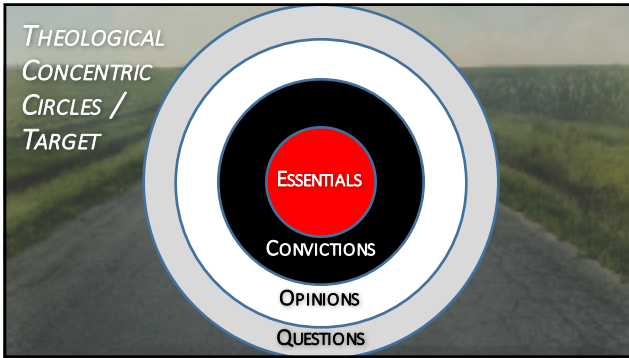 THEOLOGICAL
CONCENTRIC
CIRCLES /
TARGET
ESSENTIALS
CONVICTIONS
OPINIONS
QUESTIONS